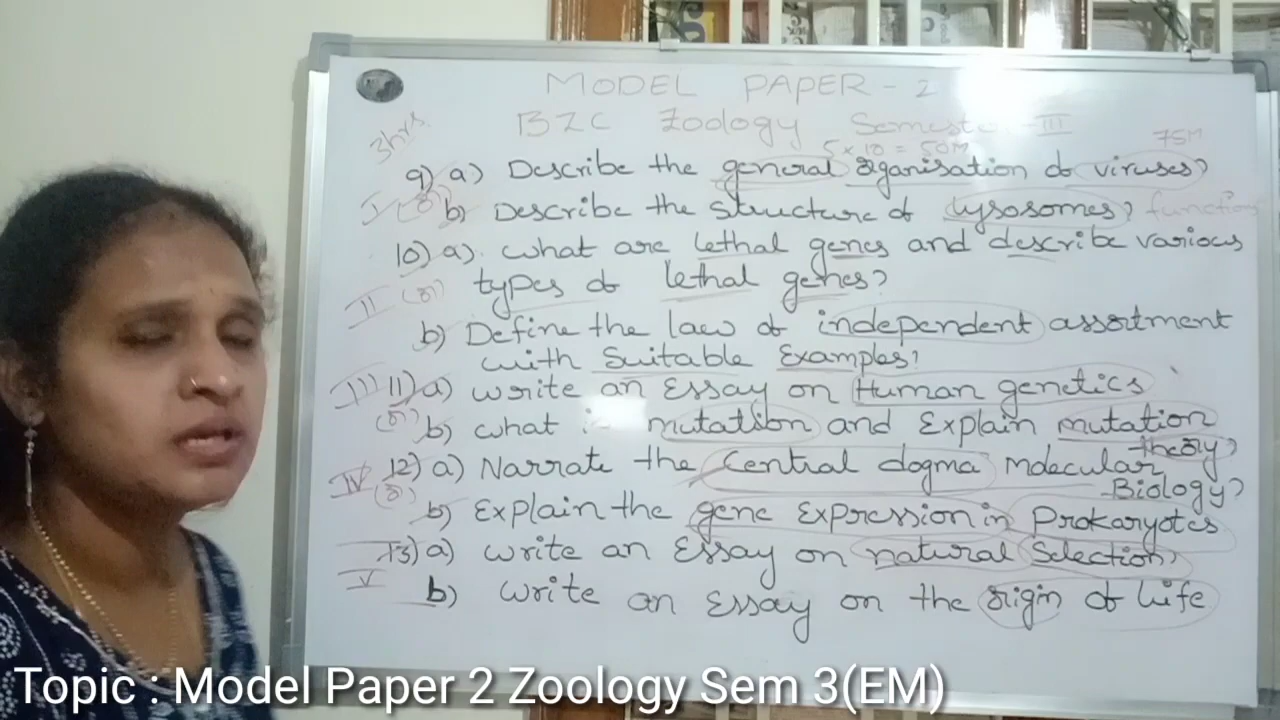 MODEL PAPER - 2
BZC Zoology Semester III
3hrs. 5 x 10 = 50M 75M
9) a) Describe the general organisation of viruses?
I (or) b) Describe the structure of lysosomes? function
10) a). what are lethal genes and describe various
II (or) types of lethal genes?
b) Define the law of independent assortment
with Suitable Examples?
III 11) a) write an Essay on Human genetics
(or) b) what is mutation and Explain mutation
theory?
IV 12) a) Narrate the Central dogma Molecular
Biology?
(or) b) Explain the gene Expression in Prokaryotes
13) a) write an Essay on natural Selection?
V b) write an Essay on the origin of life
Topic : Model Paper 2 Zoology Sem 3(EM)